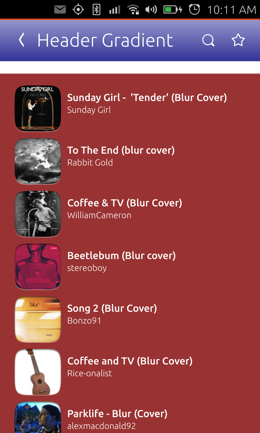 10:11 AM
Header Gradient
SUNDAYGIRL
Sunday Girl - 'Tender' (Blur Cover)
Sunday Girl
To The End (blur cover)
Rabbit Gold
Coffee & TV (Blur Cover)
WilliamCameron
Beetlebum (Blur cover)
stereoboy
blur
Song 2 (Blur Cover)
Bonzo91
Coffee and TV (Blur Cover)
Rice-onalist
Parklife - Blur (Cover)
alexmacdonald92